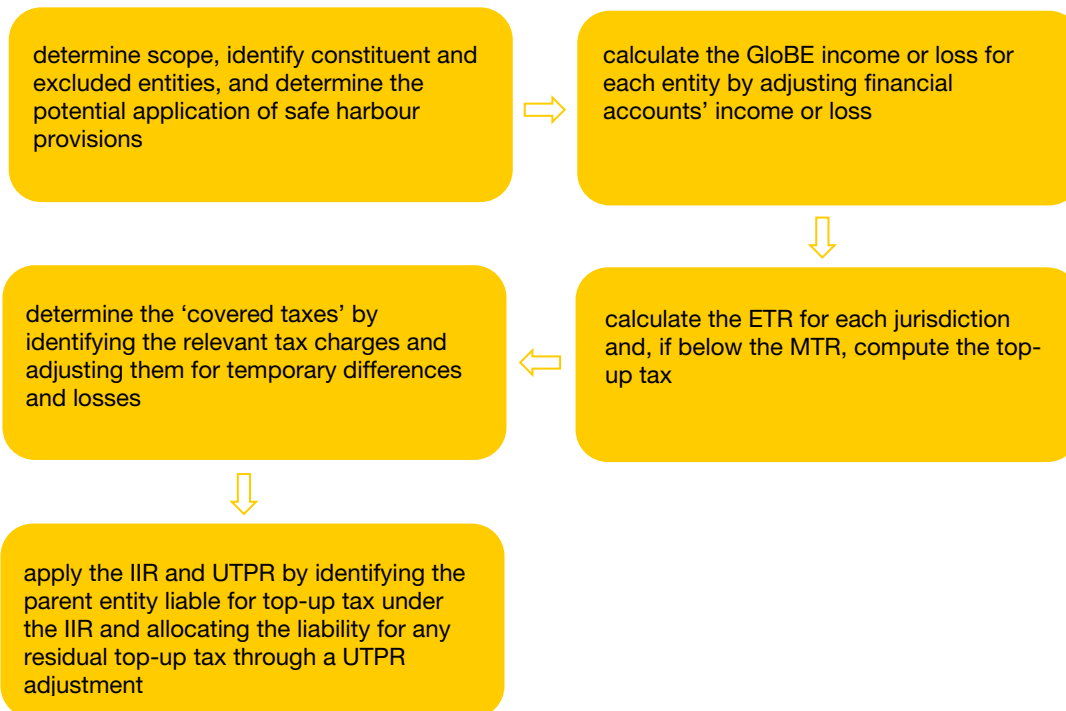 determine scope, identify constituent and
excluded entities, and determine the
potential application of safe harbour
provisions
calculate the GloBE income or loss for
each entity by adjusting financial
accounts’ income or loss
calculate the ETR for each jurisdiction
and, if below the MTR, compute the top-
up tax
determine the ‘covered taxes’ by
identifying the relevant tax charges and
adjusting them for temporary differences
and losses
apply the IIR and UTPR by identifying the
parent entity liable for top-up tax under
the IIR and allocating the liability for any
residual top-up tax through a UTPR
adjustment